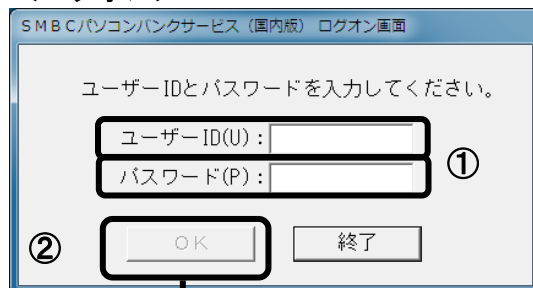 SMBCパソコンバンクサービス（国内版） ログオン画面
ユーザーIDとパスワードを入力してください。
ユーザーID(U)：
パスワード(P)：
①
②
OK
終了